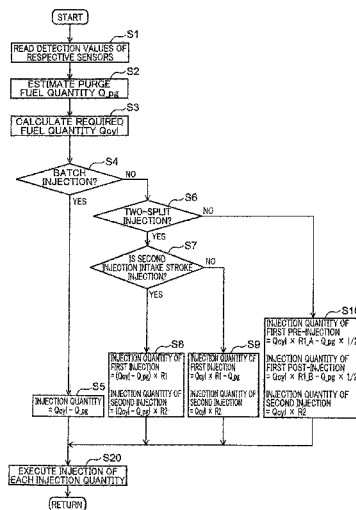 START
S1
READ DETECTION VALUES OF
RESPECTIVE SENSORS
S2
ESTIMATE PURGE
FUEL QUANTITY Q_pg
S3
CALCULATE REQUIRED
FUEL QUANTITY Qcyl
S4
BATCH
INJECTION?
NO
YES
S6
TWO-SPLIT
INJECTION?
NO
YES
S7
IS SECOND
INJECTION INTAKE STROKE
INJECTION?
NO
YES
S5
INJECTION QUANTITY
= Qcyl - Q_pg
S8
INJECTION QUANTITY OF
FIRST INJECTION
= (Qcyl - Q_pg) × R1
INJECTION QUANTITY OF
SECOND INJECTION
= (Qcyl - Q_pg) × R2
S9
INJECTION QUANTITY OF
FIRST INJECTION
= Qcyl × R1 - Q_pg
INJECTION QUANTITY OF
SECOND INJECTION
= Qcyl × R2
INJECTION QUANTITY OF
FIRST PRE-INJECTION
= Qcyl × R1_A - Q_pg × 1/2
INJECTION QUANTITY OF
FIRST POST-INJECTION
= Qcyl × R1_B - Q_pg × 1/2
INJECTION QUANTITY OF
SECOND INJECTION
= Qcyl × R2
S20
EXECUTE INJECTION OF
EACH INJECTION QUANTITY
RETURN